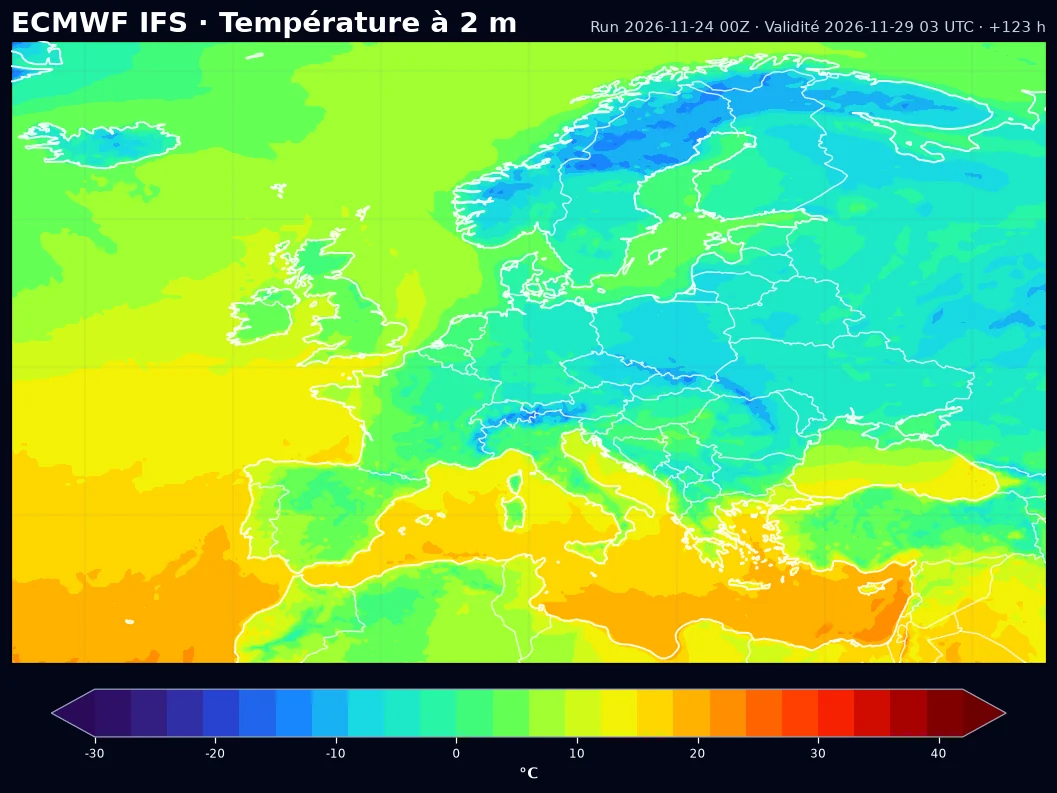 ECMWF IFS · Température à 2 m
Run 2026-11-24 00Z · Validité 2026-11-29 03 UTC · +123 h
-30 -20 -10 0 10 20 30 40
°C